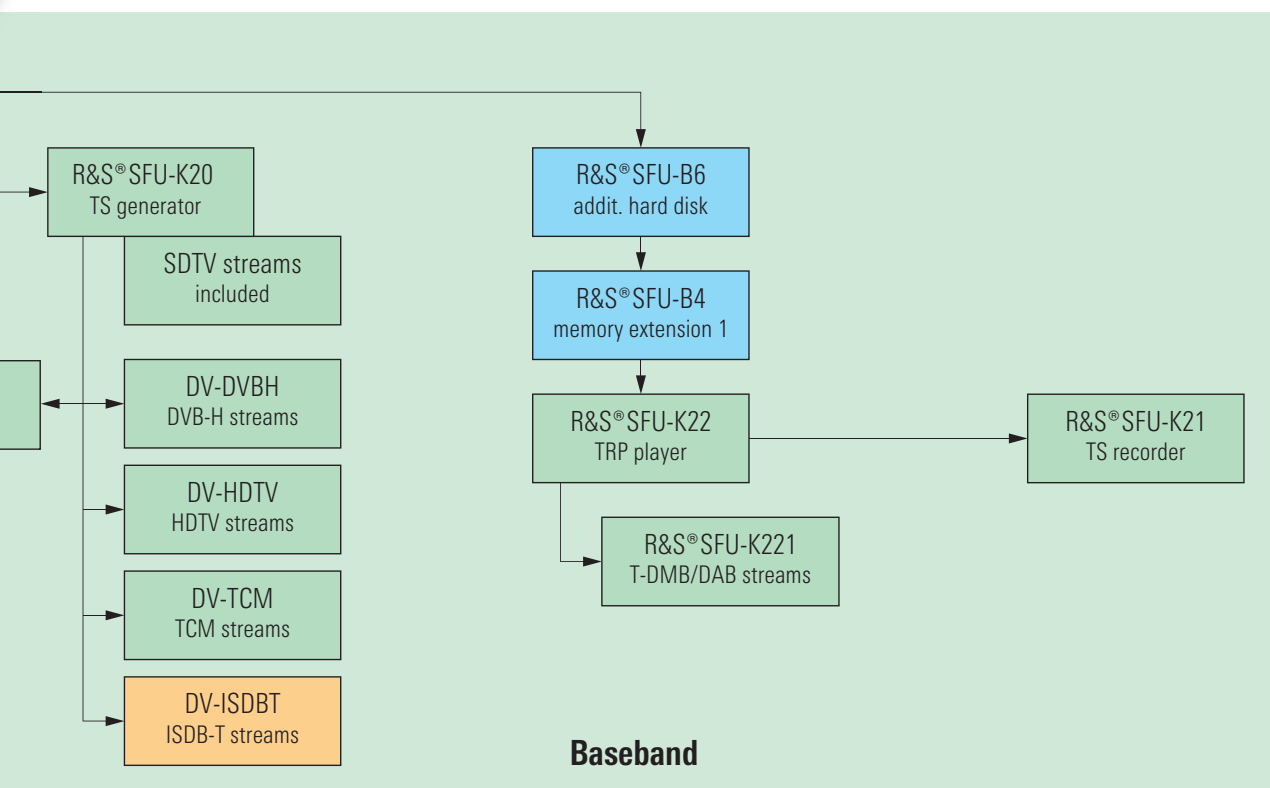 R&S®SFU-K20
TS generator
SDTV streams
included
DV-DVBH
DVB-H streams
DV-HDTV
HDTV streams
DV-TCM
TCM streams
DV-ISDBT
ISDB-T streams
R&S®SFU-B6
addit. hard disk
R&S®SFU-B4
memory extension 1
R&S®SFU-K22
TRP player
R&S®SFU-K221
T-DMB/DAB streams
R&S®SFU-K21
TS recorder
Baseband